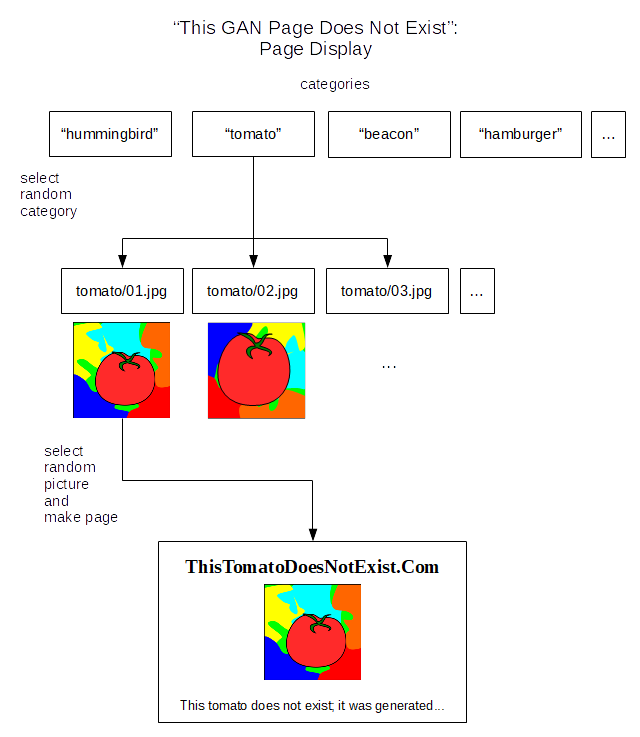 “This GAN Page Does Not Exist”:
Page Display
categories
“hummingbird”
“tomato”
“beacon”
“hamburger”
...
select
random
category
tomato/01.jpg
tomato/02.jpg
tomato/03.jpg
...
...
select
random
picture
and
make page
ThisTomatoDoesNotExist.Com
This tomato does not exist; it was generated...